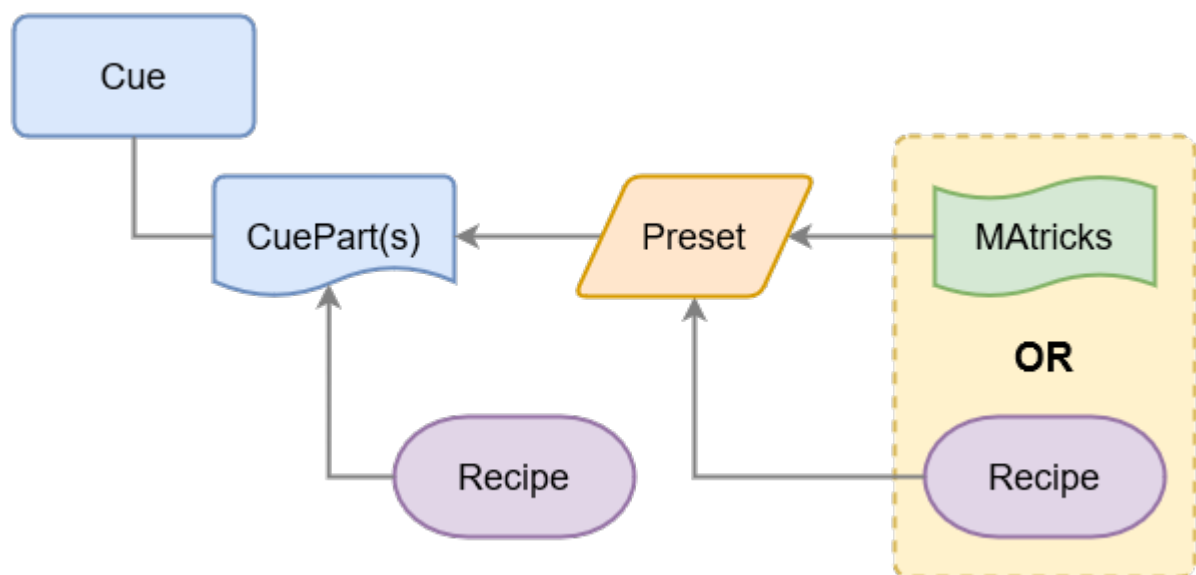 Cue
CuePart(s)
Preset
MAtricks
OR
Recipe
Recipe